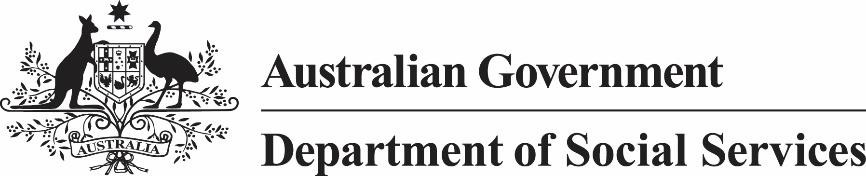 Australian Government
AUSTRALIA
Department of Social Services